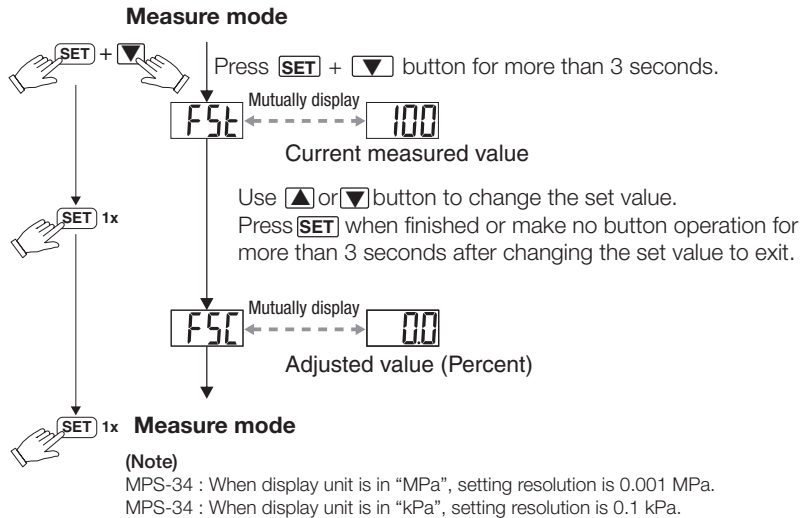 Measure mode
SET + ▼
Press SET + ▼ button for more than 3 seconds.
FSt Mutually display 100
Current measured value
Use ▲ or ▼ button to change the set value.
SET 1x
Press SET when finished or make no button operation for
more than 3 seconds after changing the set value to exit.
FSC Mutually display 0.0
Adjusted value (Percent)
SET 1x Measure mode
(Note)
MPS-34 : When display unit is in “MPa”, setting resolution is 0.001 MPa.
MPS-34 : When display unit is in “kPa”, setting resolution is 0.1 kPa.